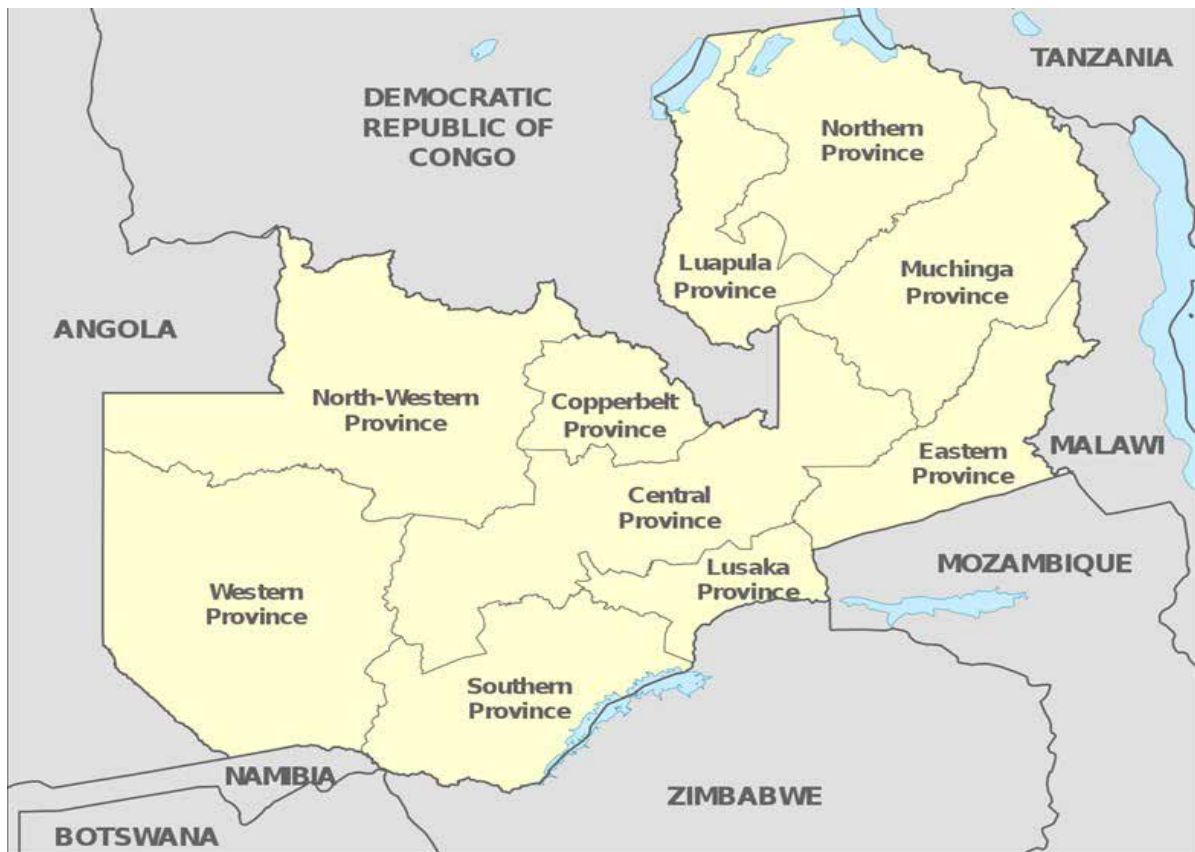 TANZANIA
DEMOCRATIC
REPUBLIC OF
CONGO
Northern
Province
Luapula
Province
Muchinga
Province
ANGOLA
North-Western
Province
Copperbelt
Province
Eastern
Province
MALAWI
Central
Province
Western
Province
Lusaka
Province
MOZAMBIQUE
Southern
Province
NAMIBIA
ZIMBABWE
BOTSWANA